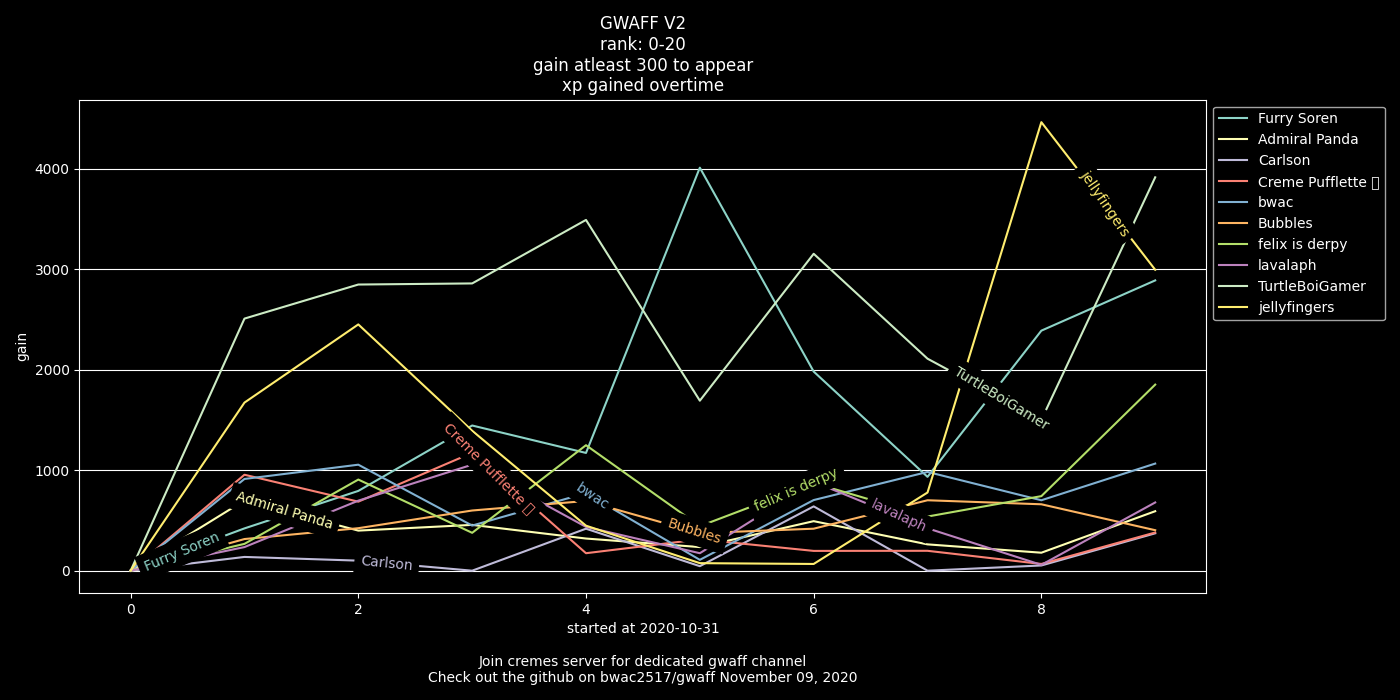 GWAFF V2
rank: 0-20
gain atleast 300 to appear
xp gained overtime
gain
4000
3000
2000
1000
0
0 2 4 6 8
started at 2020-10-31
Furry Soren
Admiral Panda
Carlson
Creme Pufflette
bwac
Bubbles
felix is derpy
lavalaph
TurtleBoiGamer
jellyfingers
Furry Soren
Admiral Panda
Carlson
Creme Pufflette
bwac
Bubbles
felix is derpy
lavalaph
TurtleBoiGamer
jellyfingers
Join cremes server for dedicated gwaff channel
Check out the github on bwac2517/gwaff November 09, 2020